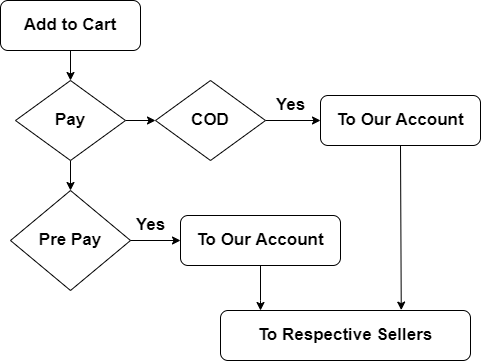 Add to Cart
Pay
COD
Yes
To Our Account
Pre Pay
Yes
To Our Account
To Respective Sellers